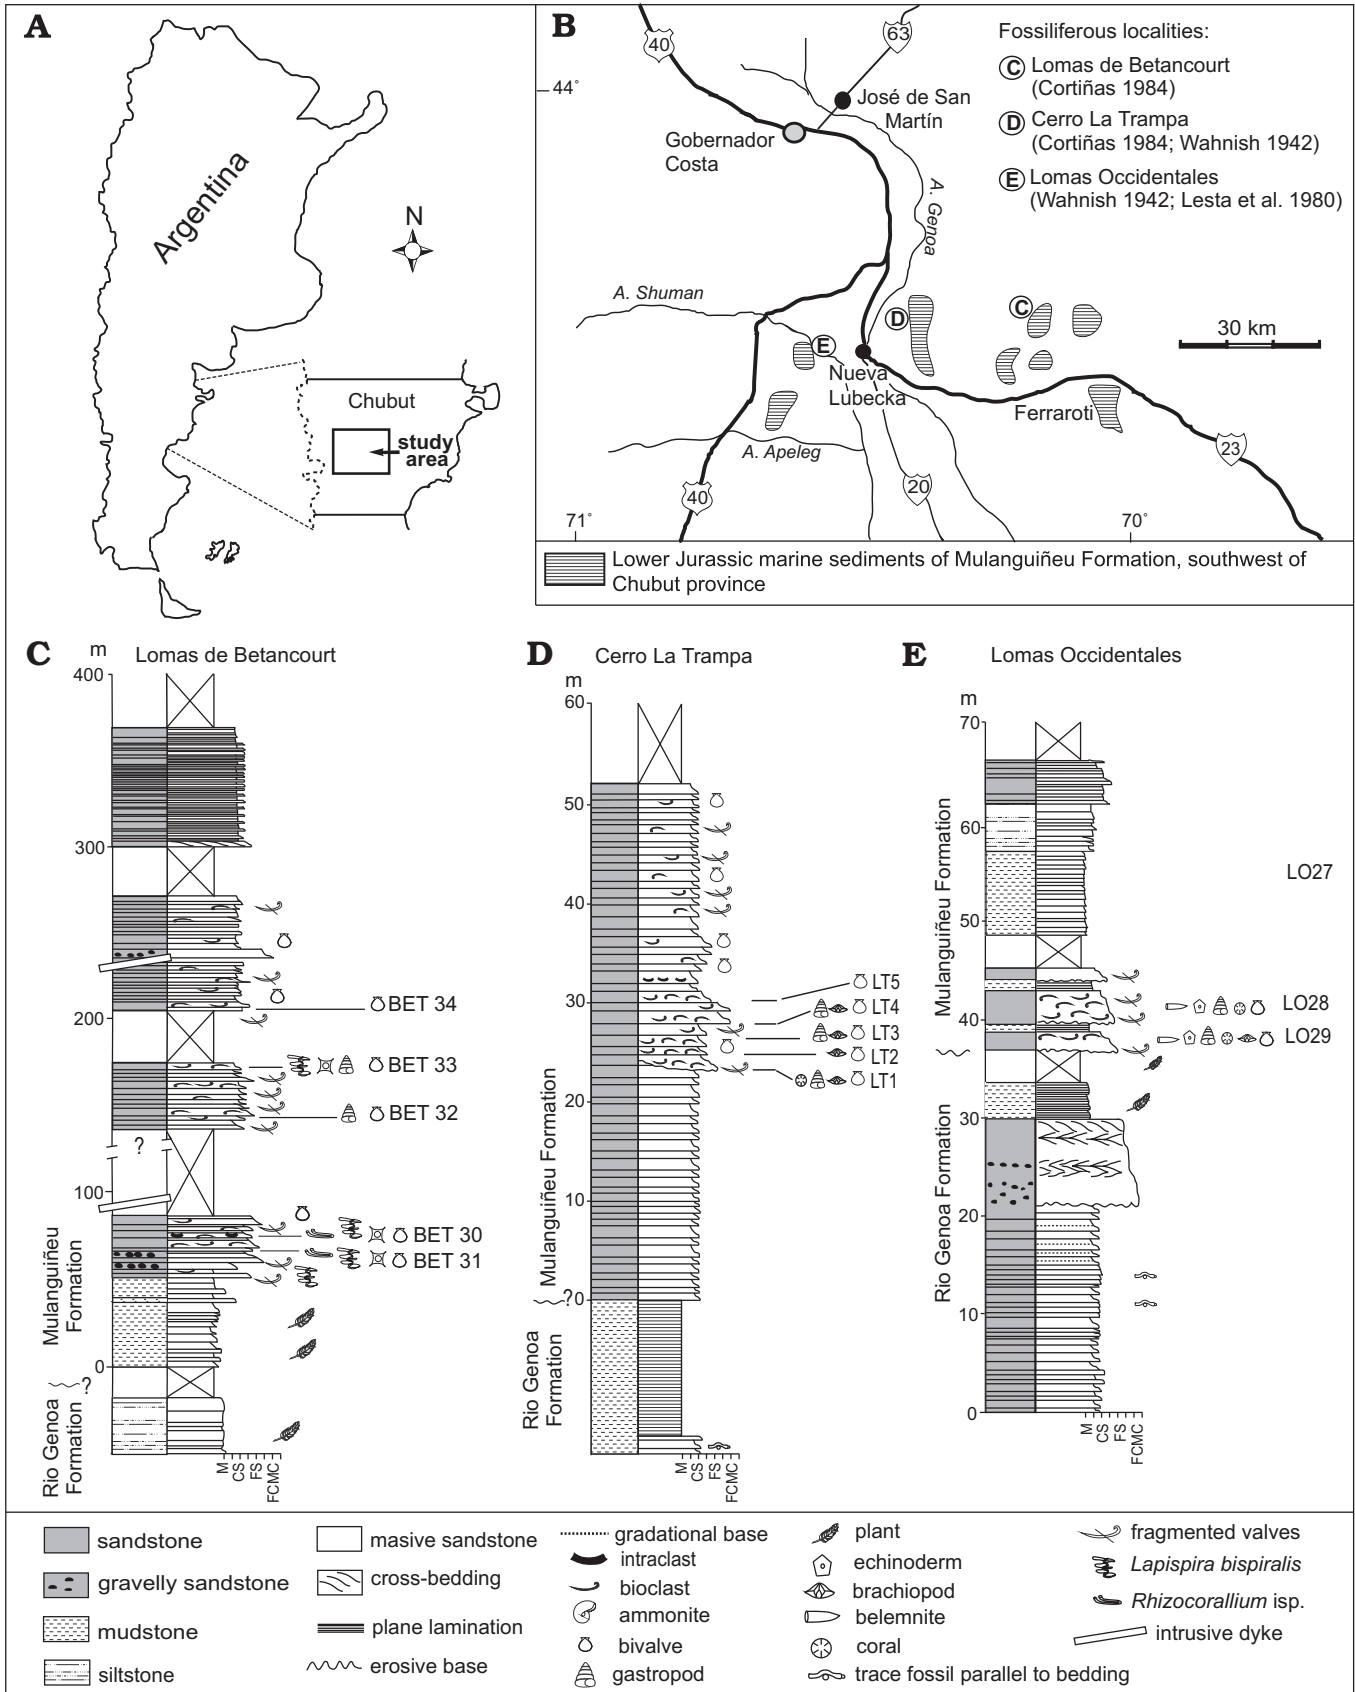 A
Argentina
N
Chubut
study
area
B
40
63
44°
José de San
Martín
Gobernador
Costa
A. Genoa
A. Shuman
D
C
E
Nueva
Lubecka
Ferraroti
A. Apeleg
40
20
23
71°
70°
30 km
Fossiliferous localities:
C Lomas de Betancourt
(Cortiñas 1984)
D Cerro La Trampa
(Cortiñas 1984; Wahnish 1942)
E Lomas Occidentales
(Wahnish 1942; Lesta et al. 1980)
Lower Jurassic marine sediments of Mulanguiñeu Formation, southwest of
Chubut province
C Lomas de Betancourt
m
400
300
200
100
0
?
?
BET 34
BET 33
BET 32
BET 30
BET 31
Mulanguiñeu
Formation
Rio Genoa
Formation
M
CS
FS
FCMC
D Cerro La Trampa
m
60
50
40
30
20
10
?0
LT5
LT4
LT3
LT2
LT1
Mulanguiñeu Formation
Rio Genoa
Formation
M
CS
FS
FCMC
E Lomas Occidentales
m
70
60
50
40
30
20
10
0
LO27
LO28
LO29
Mulanguiñeu Formation
Rio Genoa Formation
M
CS
FS
FCMC
sandstone
gravelly sandstone
mudstone
siltstone
masive sandstone
cross-bedding
plane lamination
erosive base
gradational base
intraclast
bioclast
ammonite
bivalve
gastropod
plant
echinoderm
brachiopod
belemnite
coral
trace fossil parallel to bedding
fragmented valves
Lapispira bispiralis
Rhizocorallium isp.
intrusive dyke